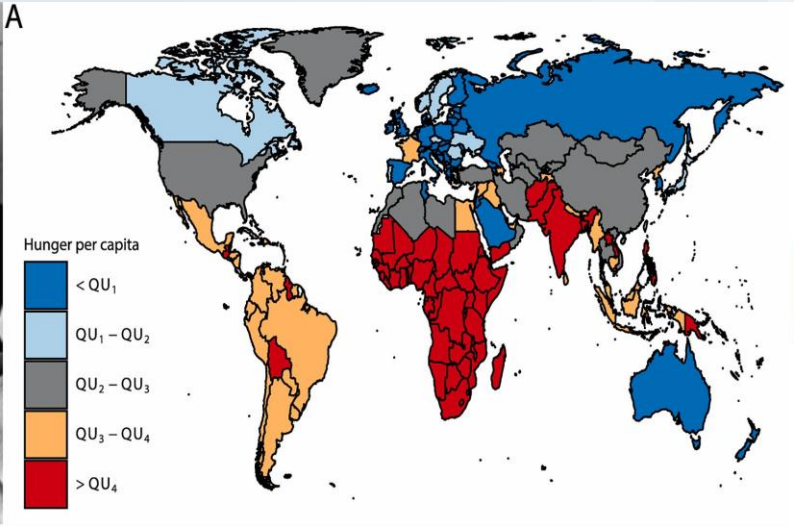 A
Hunger per capita
< QU₁
QU₁ – QU₂
QU₂ – QU₃
QU₃ – QU₄
> QU₄